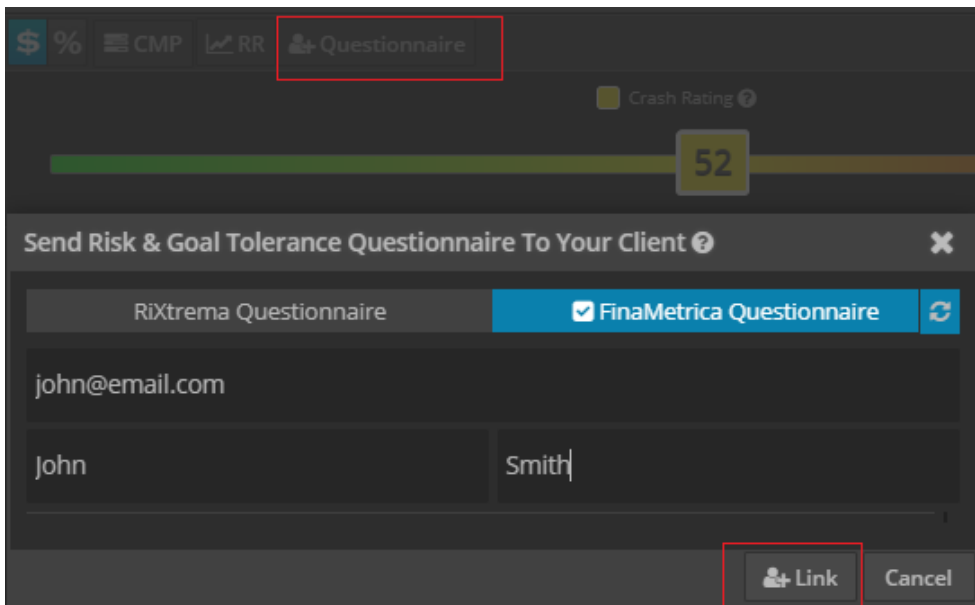 $ % CMP RR Questionnaire
Crash Rating ?
52
Send Risk & Goal Tolerance Questionnaire To Your Client ?
RiXtrema Questionnaire FinaMetrica Questionnaire
john@email.com
John Smith
Link Cancel